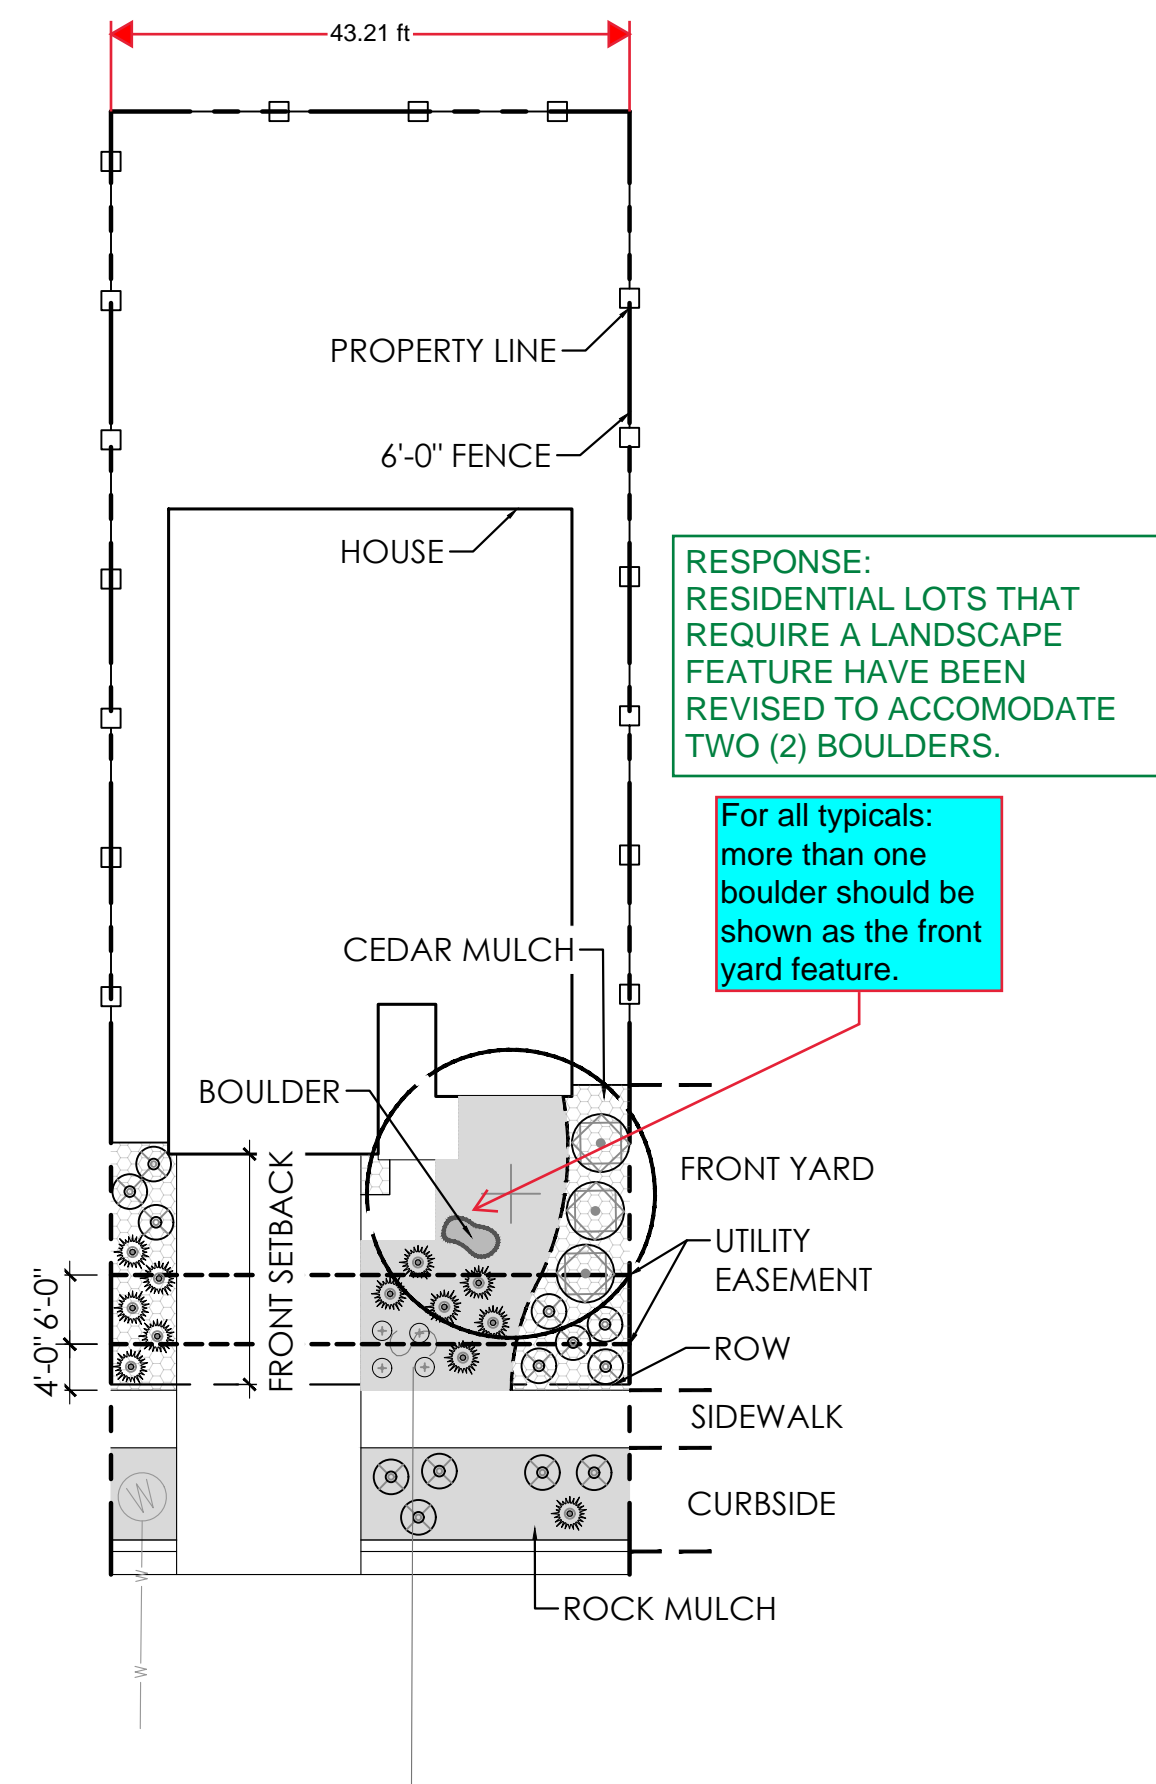 43.21 ft
PROPERTY LINE
6'-0" FENCE
HOUSE
RESPONSE:
RESIDENTIAL LOTS THAT
REQUIRE A LANDSCAPE
FEATURE HAVE BEEN
REVISED TO ACCOMODATE
TWO (2) BOULDERS.
For all typicals:
more than one
boulder should be
shown as the front
yard feature.
CEDAR MULCH
BOULDER
FRONT YARD
FRONT SETBACK
UTILITY
EASEMENT
6'-0"
4'-0"
ROW
SIDEWALK
CURBSIDE
W
W
ROCK MULCH
W